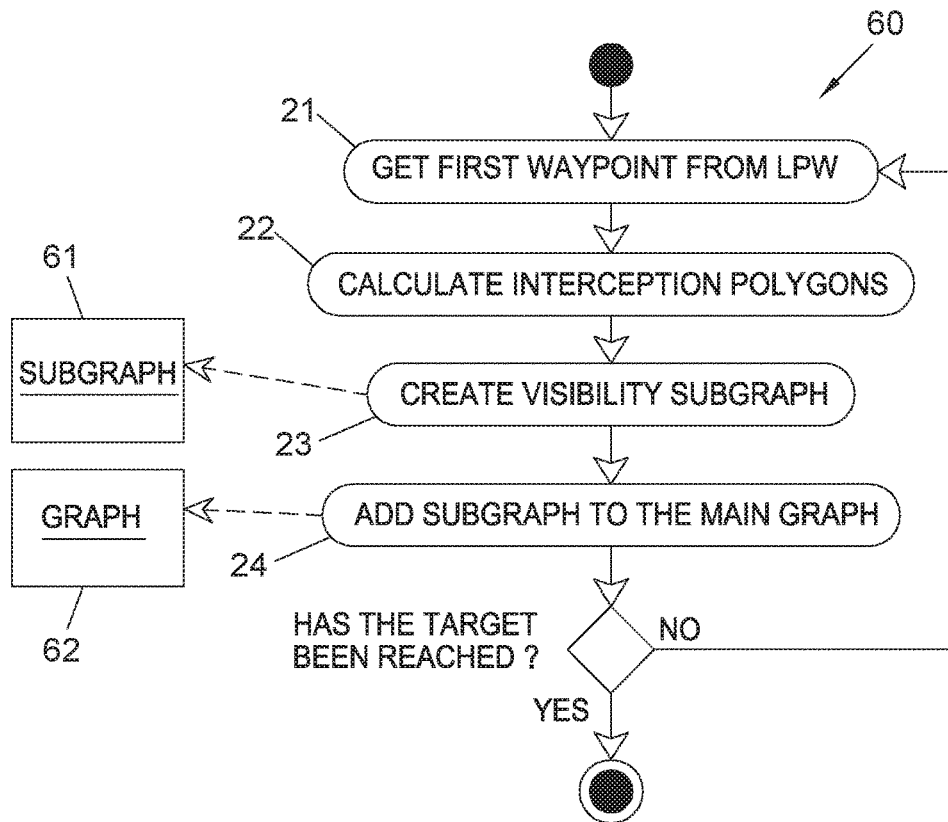 60
21
GET FIRST WAYPOINT FROM LPW
22
CALCULATE INTERCEPTION POLYGONS
61
SUBGRAPH
CREATE VISIBILITY SUBGRAPH
23
GRAPH
ADD SUBGRAPH TO THE MAIN GRAPH
24
62
HAS THE TARGET
BEEN REACHED ?
NO
YES